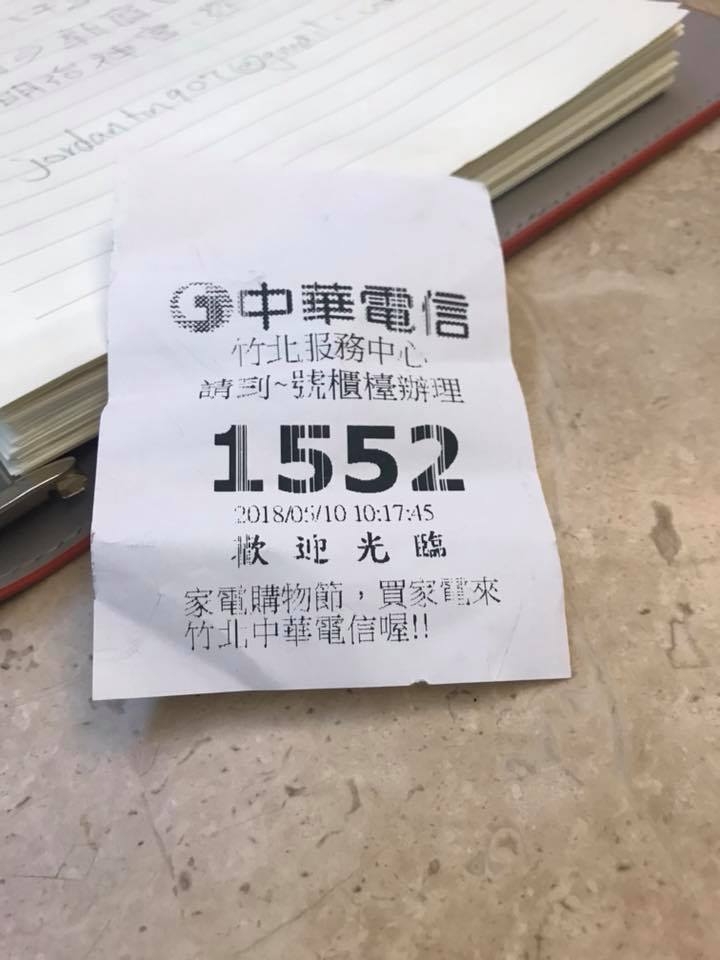 中華電信
竹北服務中心
請到~號櫃檯辦理
1552
2018/05/10 10:17:45
歡迎光臨
家電購物節，買家電來
竹北中華電信喔!!